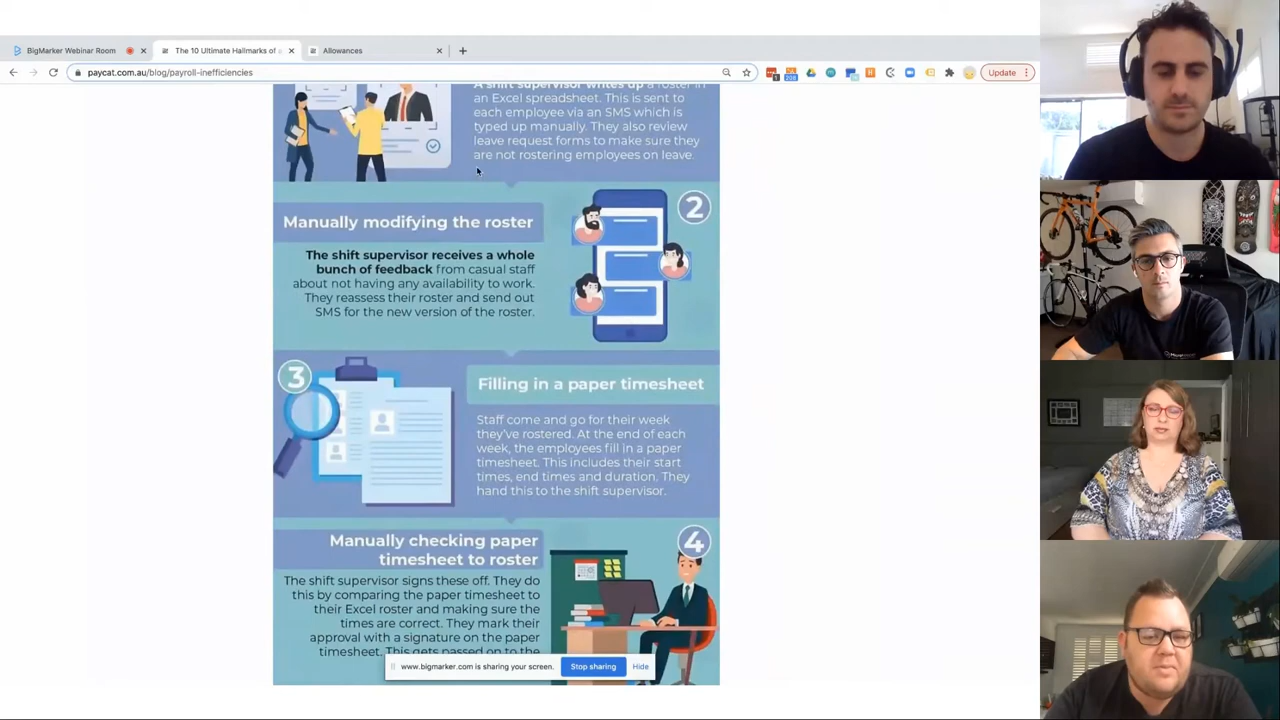 BigMarker Webinar Room
The 10 Ultimate Hallmarks of
Allowances
paycat.com.au/blog/payroll-inefficiencies
Update
A shift supervisor writes up a roster in
an Excel spreadsheet. This is sent to
each employee via an SMS which is
typed up manually. They also review
leave request forms to make sure they
are not rostering employees on leave.
2
Manually modifying the roster
The shift supervisor receives a whole
bunch of feedback from casual staff
about not having any availability to work.
They reassess their roster and send out
SMS for the new version of the roster.
3
Filling in a paper timesheet
Staff come and go for their week
they've rostered. At the end of each
week, the employees fill in a paper
timesheet. This includes their start
times, end times and duration. They
hand this to the shift supervisor.
4
Manually checking paper
timesheet to roster
The shift supervisor signs these off. They do
this by comparing the paper timesheet to
their Excel roster and making sure the
times are correct. They mark their
approval with a signature on the paper
timesheet. This gets passed on to the
www.bigmarker.com is sharing your screen.
Stop sharing
Hide